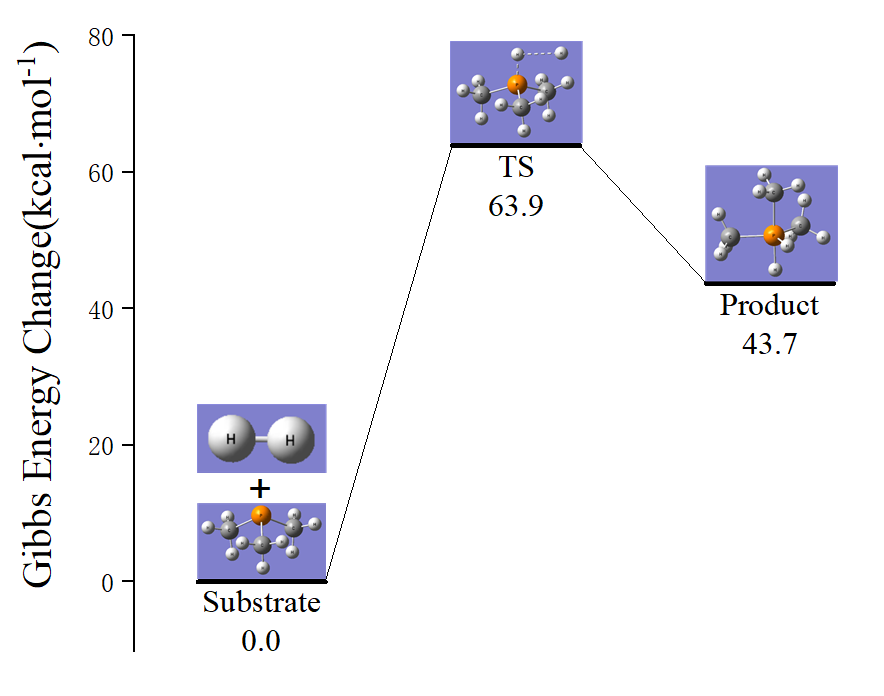 Gibbs Energy Change(kcal·mol⁻¹)
80
60
40
20
0
H H
+
Substrate
0.0
TS
63.9
Product
43.7